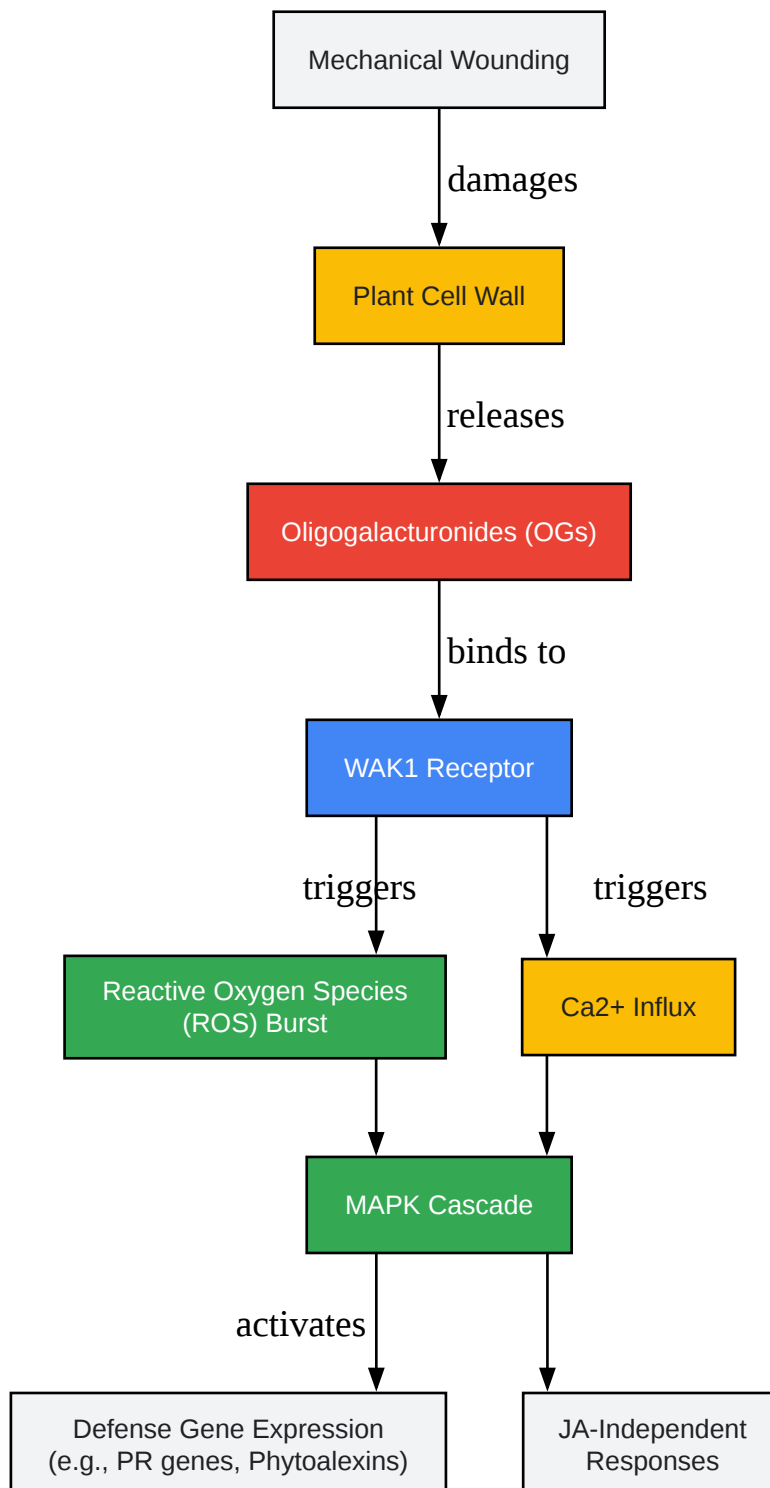 Mechanical Wounding
damages
Plant Cell Wall
releases
Oligogalacturonides (OGs)
binds to
WAK1 Receptor
triggers
triggers
Reactive Oxygen Species
(ROS) Burst
Ca2+ Influx
MAPK Cascade
activates
Defense Gene Expression
(e.g., PR genes, Phytoalexins)
JA-Independent
Responses